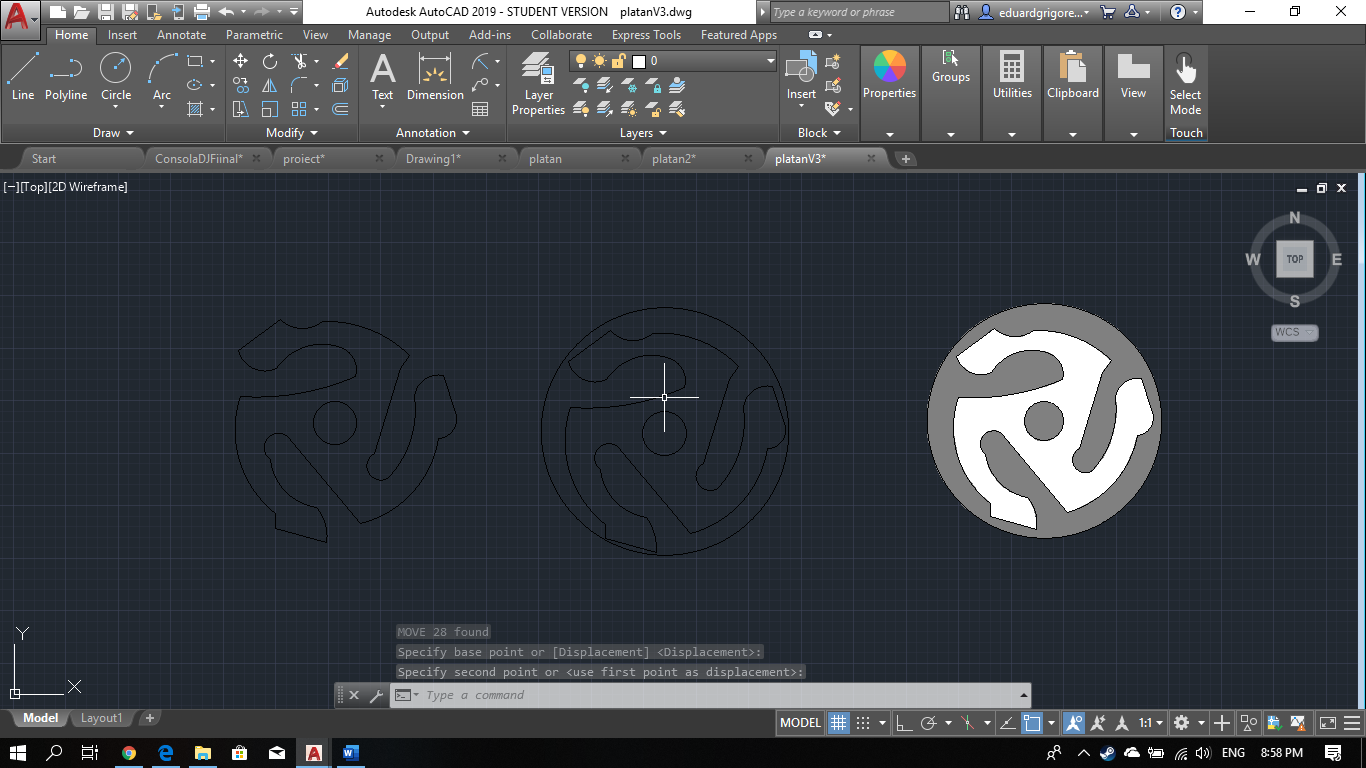 Autodesk AutoCAD 2019 - STUDENT VERSION platanV3.dwg
Type a keyword or phrase
eduardgrigore...
Home Insert Annotate Parametric View Manage Output Add-ins Collaborate Express Tools Featured Apps
0
Line Polyline Circle Arc
Text Dimension
Layer Properties
Insert
Properties Groups Utilities Clipboard View
Select Mode
Draw Modify Annotation Layers Block Touch
Start ConsolaDJFiinal* proiect* Drawing1* platan platan2* platanV3*
[−][Top][2D Wireframe]
N
W TOP E
S
WCS
MOVE 28 found
Specify base point or [Displacement] <Displacement>:
Specify second point or <use first point as displacement>:
Y
X
Type a command
Model Layout1
MODEL 1:1
ENG 8:58 PM